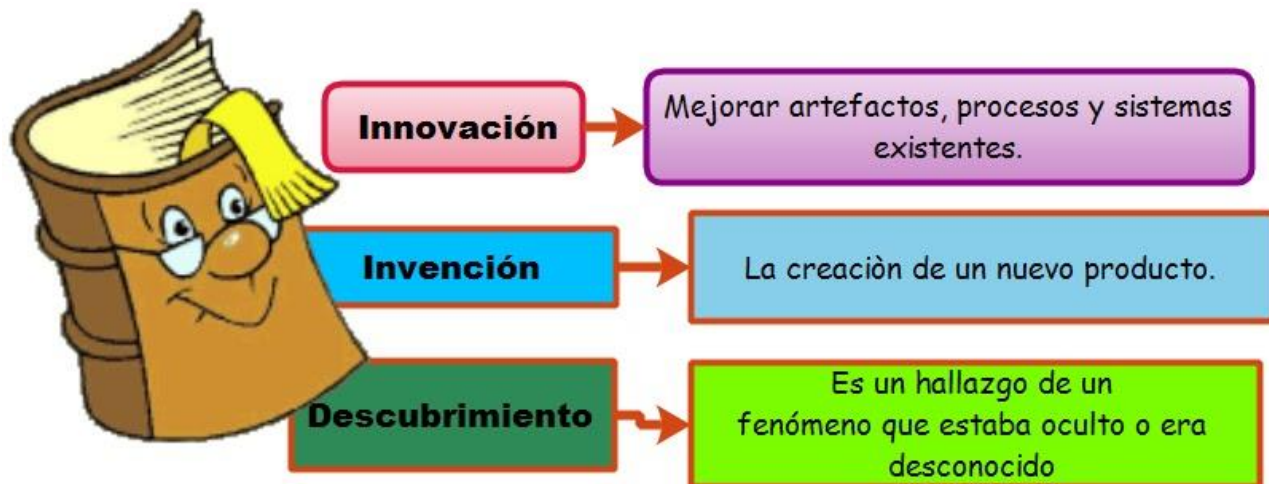 Innovación
Mejorar artefactos, procesos y sistemas
existentes.
Invención
La creaciòn de un nuevo producto.
Descubrimiento
Es un hallazgo de un
fenómeno que estaba oculto o era
desconocido